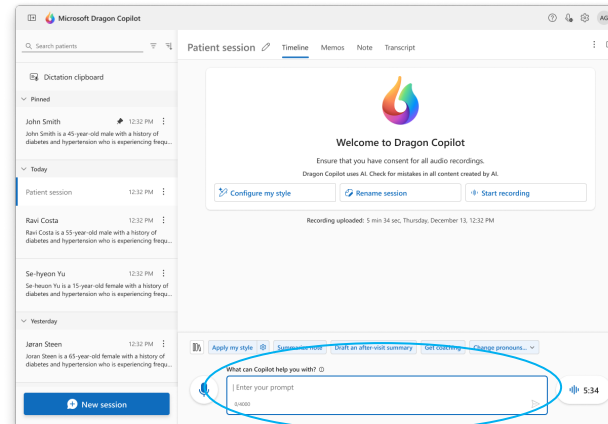 Microsoft Dragon Copilot
AG
Search patients
Dictation clipboard
Pinned
John Smith 12:32 PM
John Smith is a 45-year-old male with a history of
diabetes and hypertension who is experiencing frequ...
Today
Patient session 12:32 PM
Ravi Costa 12:32 PM
Ravi Costa is a 55-year-old male with a history of
diabetes and hypertension who is experiencing frequ...
Se-hyeon Yu 12:32 PM
Se-heuon Yu is a 15-year-old female with a history of
diabetes and hypertension who is experiencing frequ...
Yesterday
Jøran Steen 12:32 PM
Joran Steen is a 65-year-old female with a history of
diabetes and hypertension who is experiencing frequ...
New session
Patient session Timeline Memos Note Transcript
Welcome to Dragon Copilot
Ensure that you have consent for all audio recordings.
Dragon Copilot uses AI. Check for mistakes in all content created by AI.
Configure my style Rename session Start recording
Recording uploaded: 5 min 34 sec, Thursday, December 13, 12:32 PM
Apply my style Summarize note Draft an after-visit summary Get coaching Change pronouns...
What can Copilot help you with?
Enter your prompt
0/4000
5:34